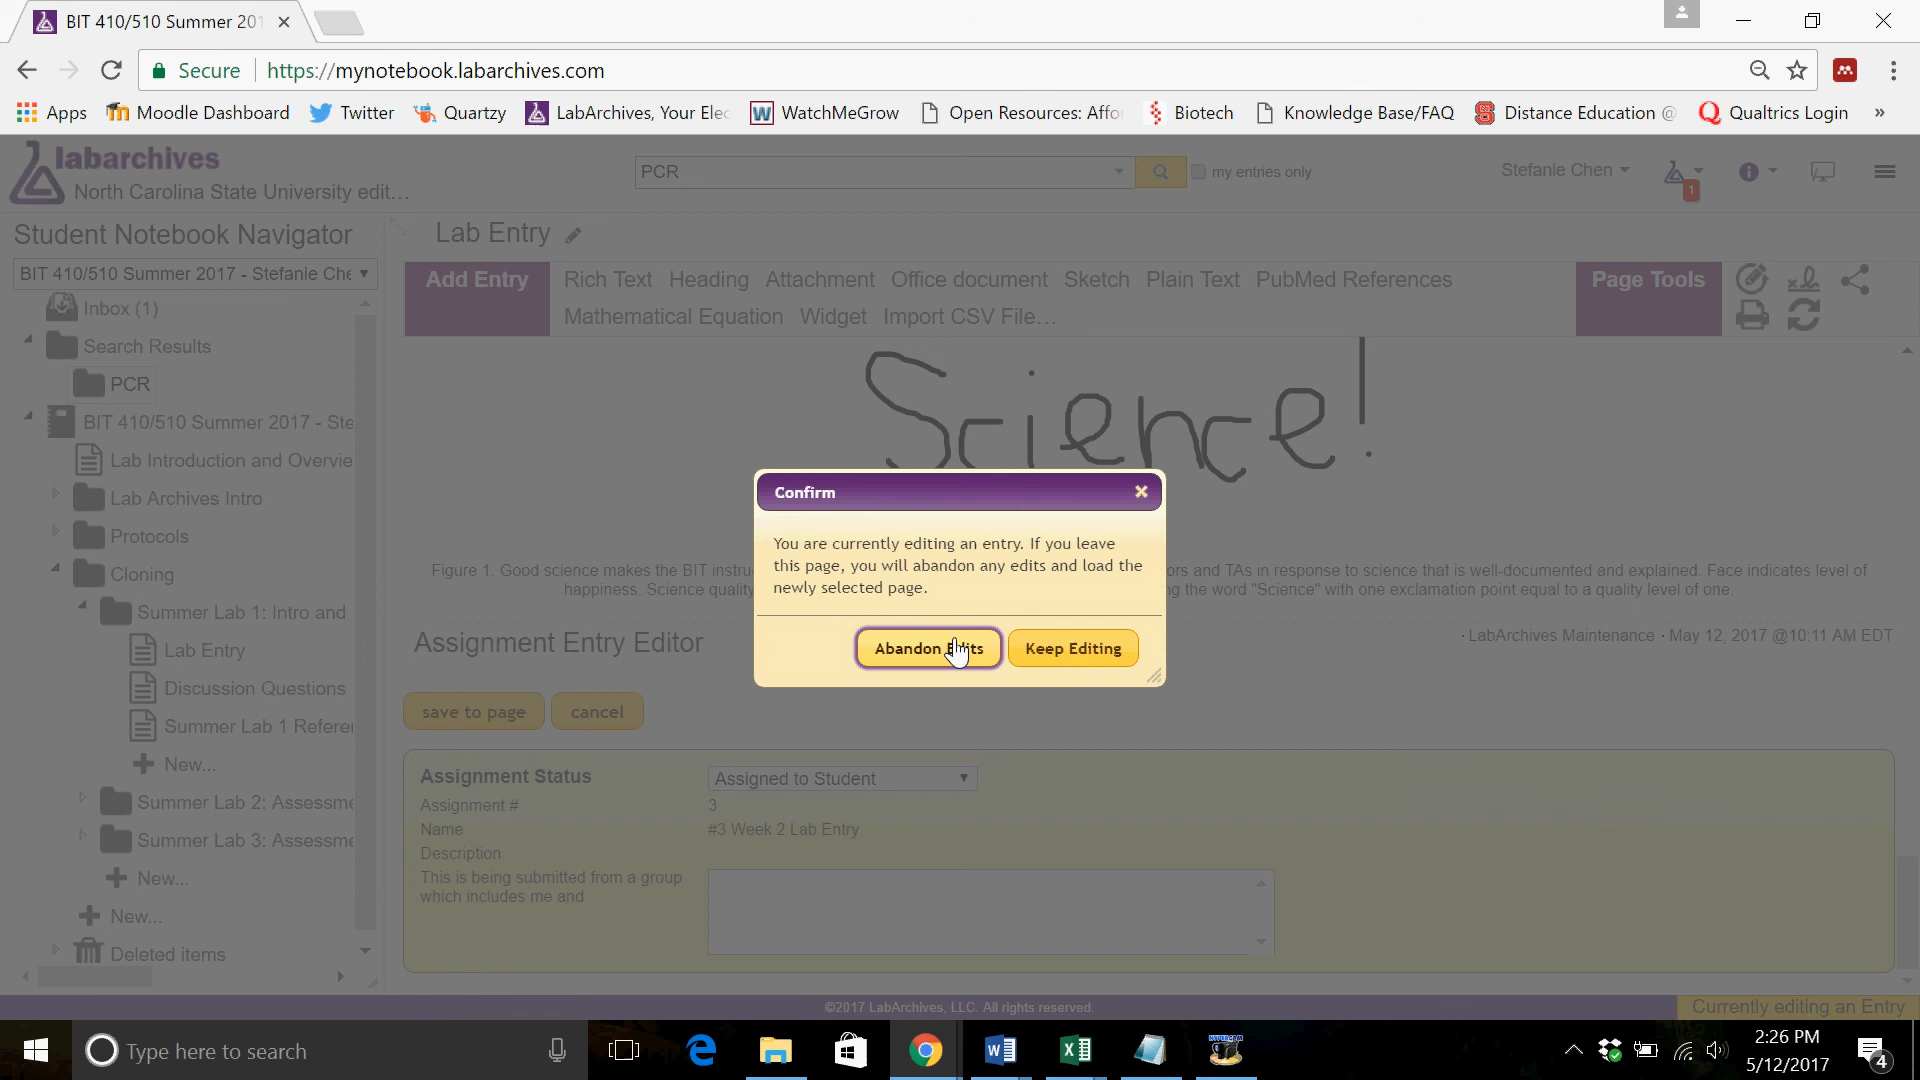 BIT 410/510 Summer 201
Secure https://mynotebook.labarchives.com
Apps Moodle Dashboard Twitter Quartzy LabArchives, Your Elec WatchMeGrow Open Resources: Affor Biotech Knowledge Base/FAQ Distance Education @ Qualtrics Login »
labarchives
North Carolina State University edit...
PCR
my entries only
Stefanie Chen
1
Student Notebook Navigator
Lab Entry
BIT 410/510 Summer 2017 - Stefanie Che
Add Entry Rich Text Heading Attachment Office document Sketch Plain Text PubMed References
Mathematical Equation Widget Import CSV File...
Page Tools
Inbox (1)
Search Results
PCR
BIT 410/510 Summer 2017 - Ste
Lab Introduction and Overvie
Lab Archives Intro
Protocols
Cloning
Summer Lab 1: Intro and
Lab Entry
Discussion Questions
Summer Lab 1 Referen
New...
Summer Lab 2: Assessme
Summer Lab 3: Assessme
New...
New...
Deleted items
Science!
Confirm
You are currently editing an entry. If you leave
this page, you will abandon any edits and load the
newly selected page.
Abandon Edits Keep Editing
Figure 1. Good science makes the BIT instru ors and TAs in response to science that is well-documented and explained. Face indicates level of
happiness. Science quality g the word "Science" with one exclamation point equal to a quality level of one
Assignment Entry Editor
· LabArchives Maintenance · May 12, 2017 @10:11 AM EDT
save to page cancel
Assignment Status Assigned to Student
Assignment # 3
Name #3 Week 2 Lab Entry
Description
This is being submitted from a group
which includes me and
©2017 LabArchives, LLC. All rights reserved.
Currently editing an Entry
Type here to search
2:26 PM
5/12/2017
4